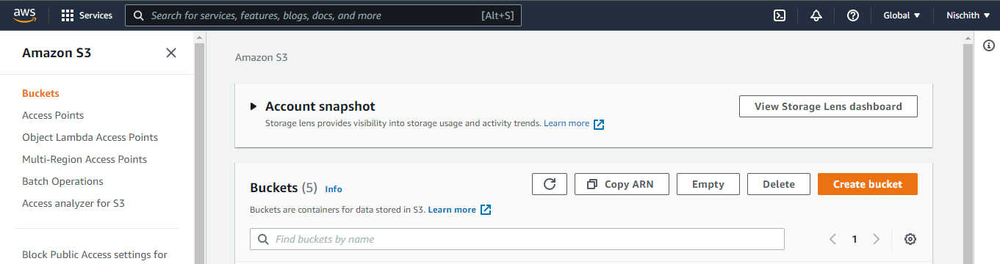 aws Services Search for services, features, blogs, docs, and more [Alt+S] Global Nischith
Amazon S3
Buckets
Access Points
Object Lambda Access Points
Multi-Region Access Points
Batch Operations
Access analyzer for S3
Block Public Access settings for
Amazon S3
Account snapshot
View Storage Lens dashboard
Storage lens provides visibility into storage usage and activity trends. Learn more
Buckets (5) Info
Copy ARN Empty Delete Create bucket
Buckets are containers for data stored in S3. Learn more
Find buckets by name
1